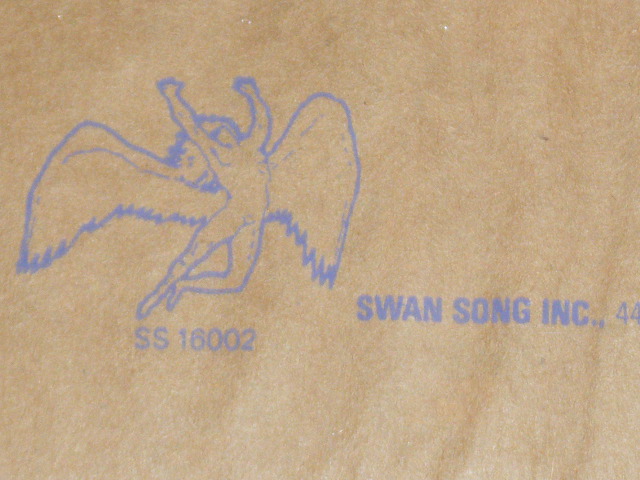 SWAN SONG INC., 44
SS 16002